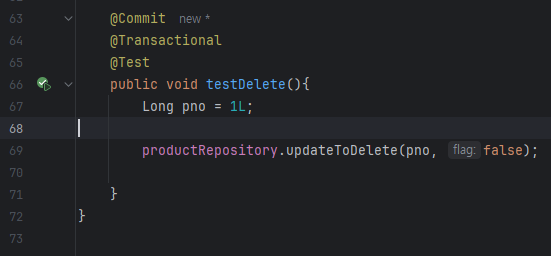 63 @Commit new *
64 @Transactional
65 @Test
66 public void testDelete(){
67 Long pno = 1L;
68
69 productRepository.updateToDelete(pno, flag: false);
70
71 }
72 }
73